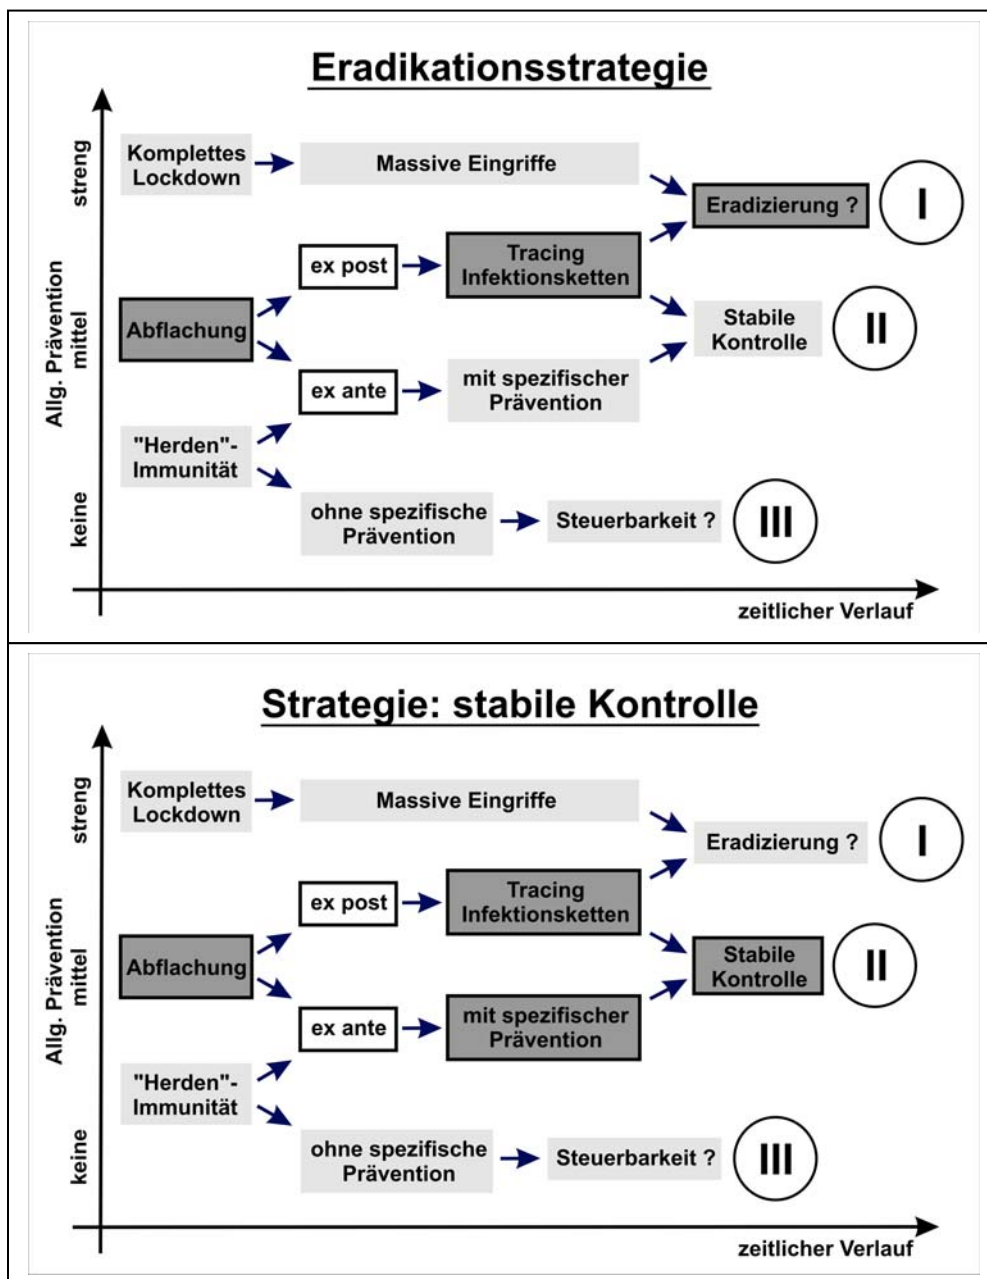 Eradikationsstrategie
streng
Komplettes
Lockdown
Massive Eingriffe
Eradizierung ?
I
ex post
Tracing
Infektionsketten
Allg. Prävention
mittel
Abflachung
Stabile
Kontrolle
II
ex ante
mit spezifischer
Prävention
"Herden"-
Immunität
keine
ohne spezifische
Prävention
Steuerbarkeit ?
III
zeitlicher Verlauf
Strategie: stabile Kontrolle
streng
Komplettes
Lockdown
Massive Eingriffe
Eradizierung ?
I
ex post
Tracing
Infektionsketten
Allg. Prävention
mittel
Abflachung
Stabile
Kontrolle
II
ex ante
mit spezifischer
Prävention
"Herden"-
Immunität
keine
ohne spezifische
Prävention
Steuerbarkeit ?
III
zeitlicher Verlauf